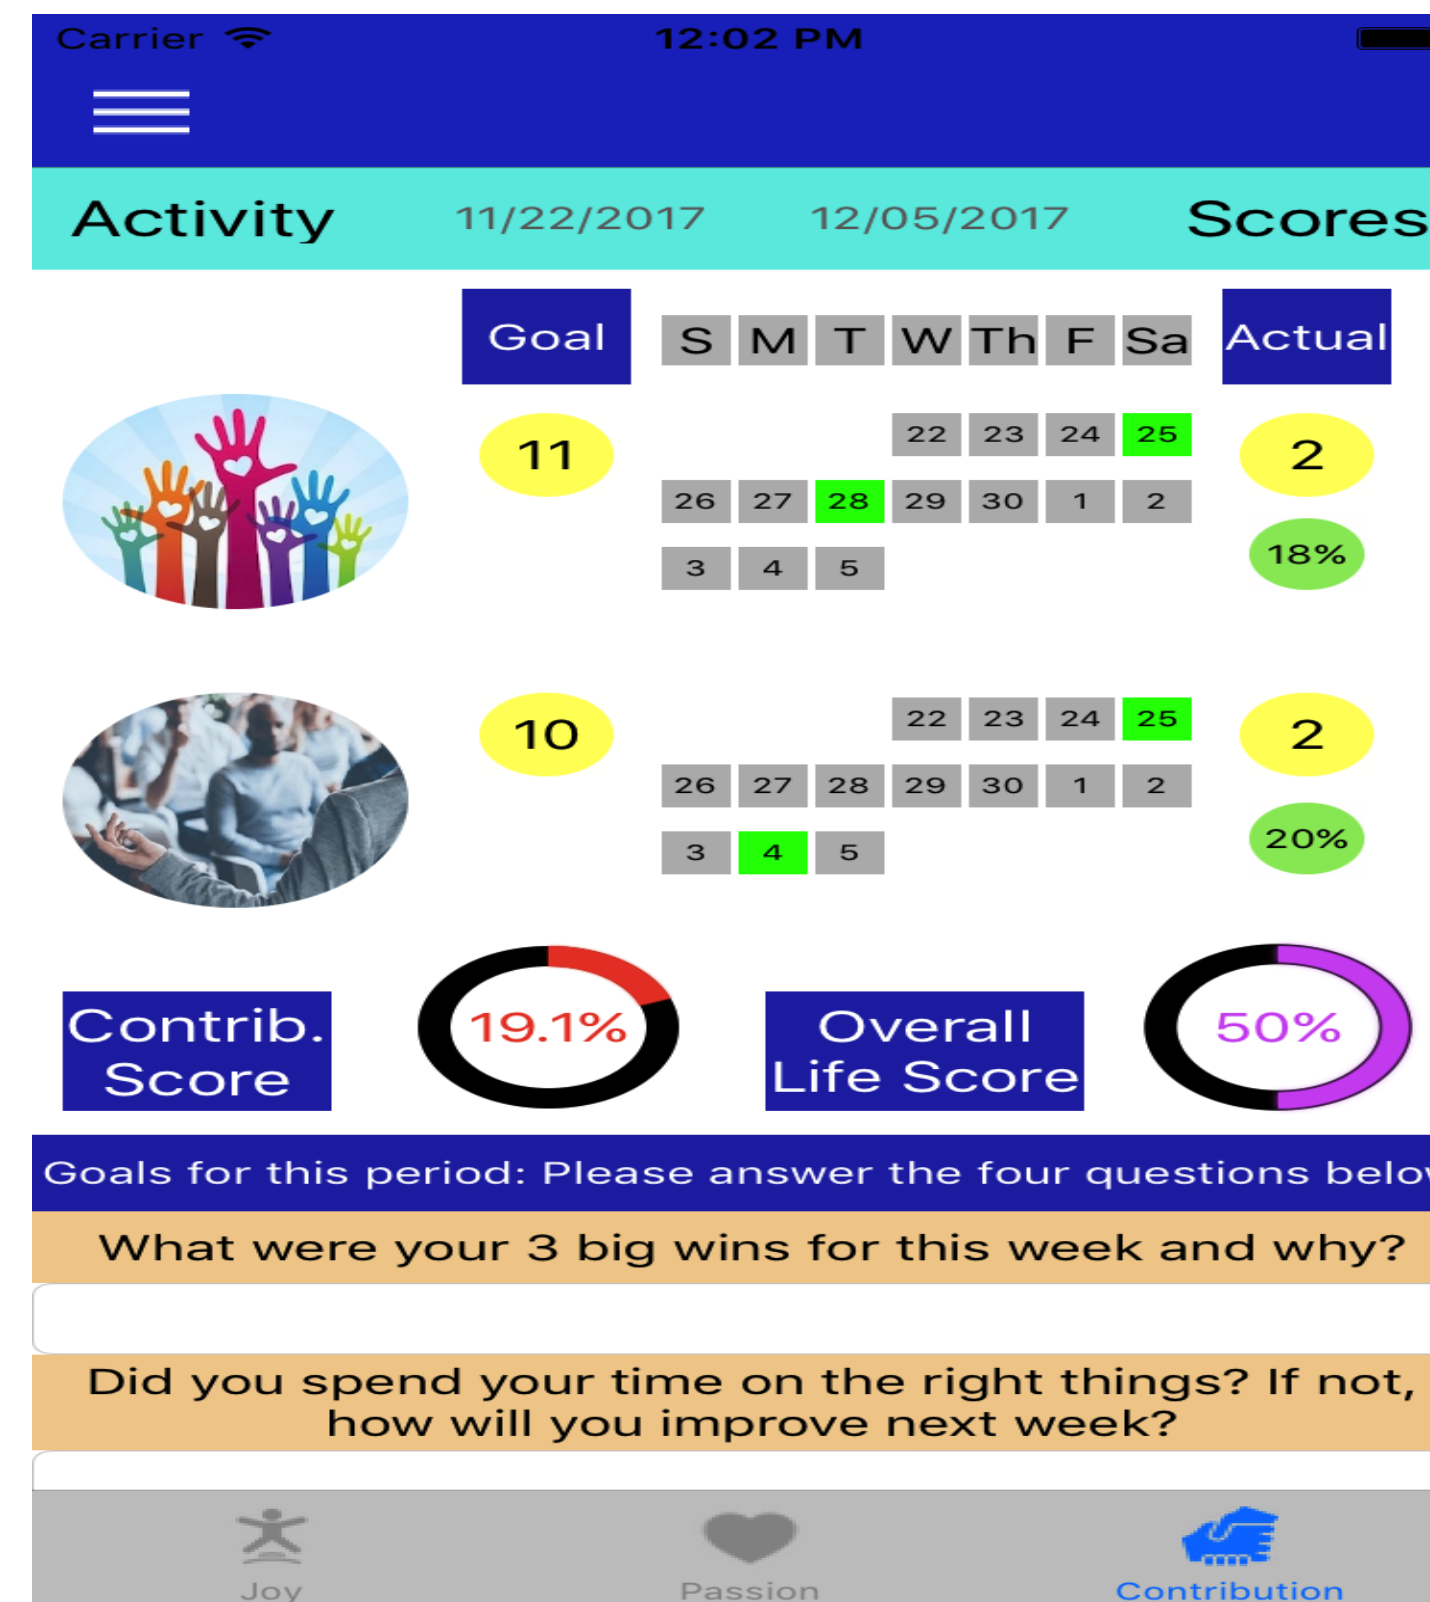 Carrier 12:02 PM
Activity 11/22/2017 12/05/2017 Scores
Goal S M T W Th F Sa Actual
11 22 23 24 25 2
26 27 28 29 30 1 2
18%
3 4 5
10 22 23 24 25 2
26 27 28 29 30 1 2
20%
3 4 5
Contrib.
Score
19.1%
Overall
Life Score
50%
Goals for this period: Please answer the four questions
What were your 3 big wins for this week and why?
Did you spend your time on the right things? If not,
how will you improve next week?
Joy Passion Contribution